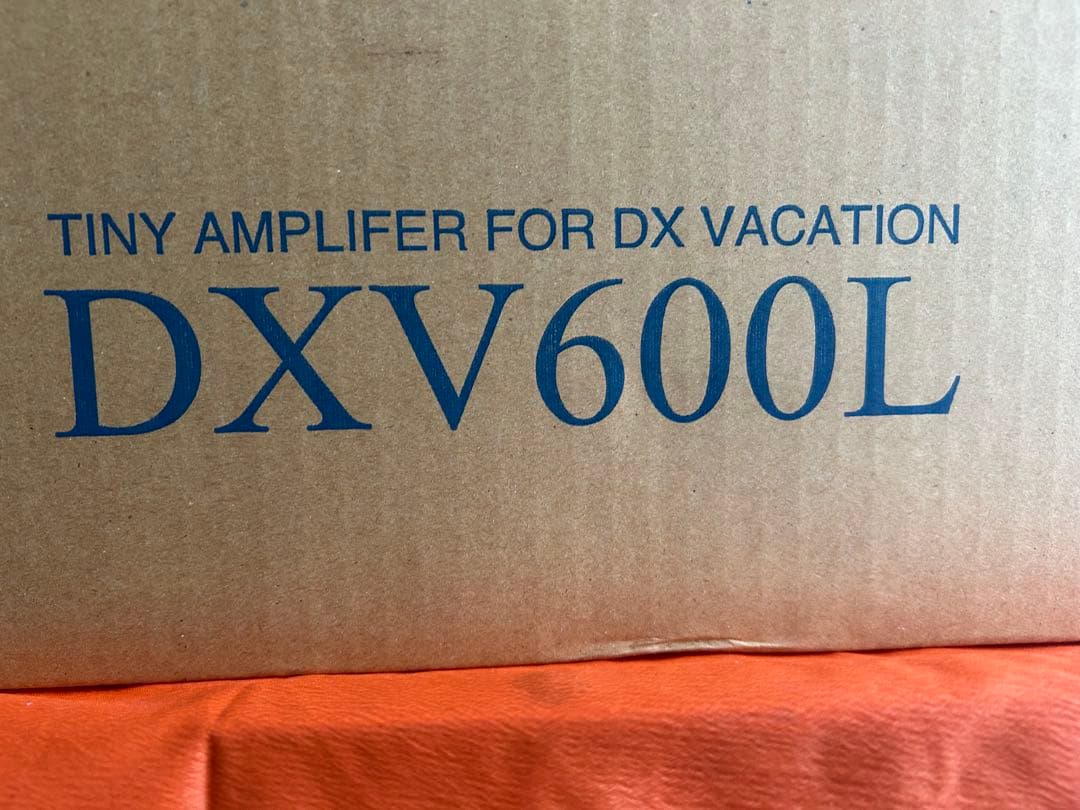 TINY AMPLIFER FOR DX VACATION
DXV600L